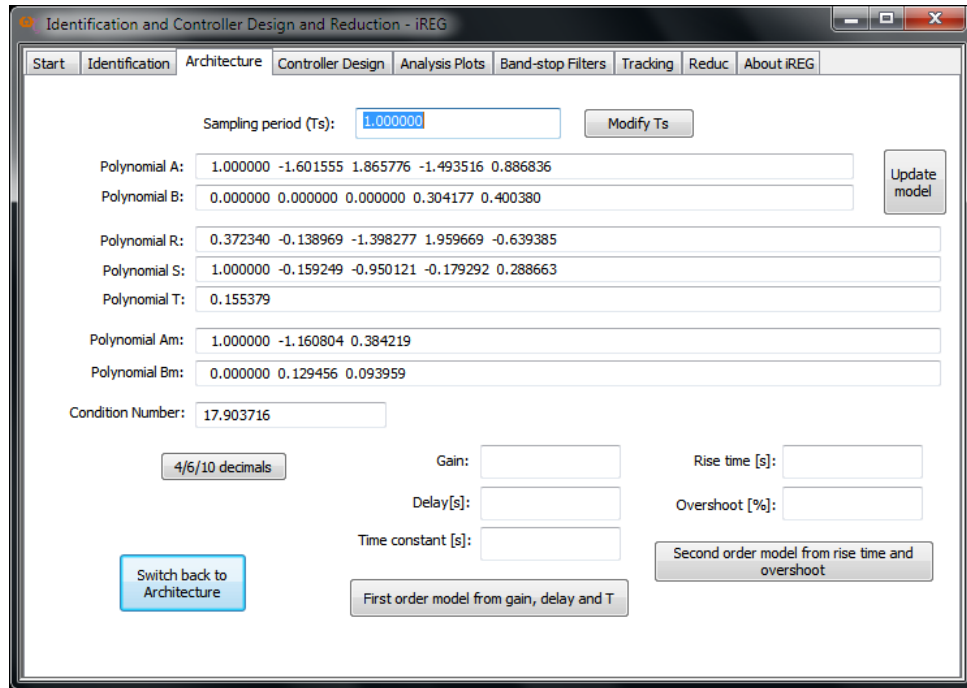 Identification and Controller Design and Reduction - iREG
Start Identification Architecture Controller Design Analysis Plots Band-stop Filters Tracking Reduc About iREG
Sampling period (Ts): 1.000000 Modify Ts
Polynomial A: 1.000000 -1.601555 1.865776 -1.493516 0.886836
Update
model
Polynomial B: 0.000000 0.000000 0.000000 0.304177 0.400380
Polynomial R: 0.372340 -0.138969 -1.398277 1.959669 -0.639385
Polynomial S: 1.000000 -0.159249 -0.950121 -0.179292 0.288663
Polynomial T: 0.155379
Polynomial Am: 1.000000 -1.160804 0.384219
Polynomial Bm: 0.000000 0.129456 0.093959
Condition Number: 17.903716
4/6/10 decimals
Gain:
Rise time [s]:
Delay[s]:
Overshoot [%]:
Time constant [s]:
Second order model from rise time and
overshoot
Switch back to
Architecture
First order model from gain, delay and T